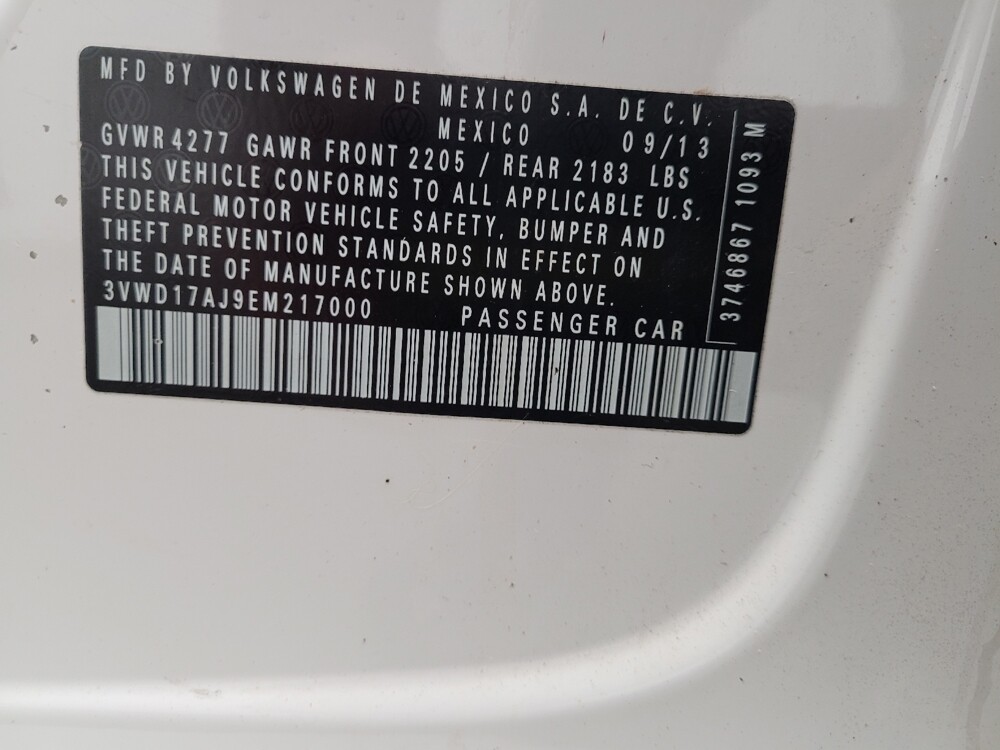 MFD BY VOLKSWAGEN DE MEXICO S.A. DE C.V.
MEXICO 09/13
GVWR 4277 GAWR FRONT 2205 / REAR 2183 LBS
THIS VEHICLE CONFORMS TO ALL APPLICABLE U.S.
FEDERAL MOTOR VEHICLE SAFETY, BUMPER AND
THEFT PREVENTION STANDARDS IN EFFECT ON
THE DATE OF MANUFACTURE SHOWN ABOVE.
3VWD17AJ9EM217000 PASSENGER CAR
3746867 1093 M